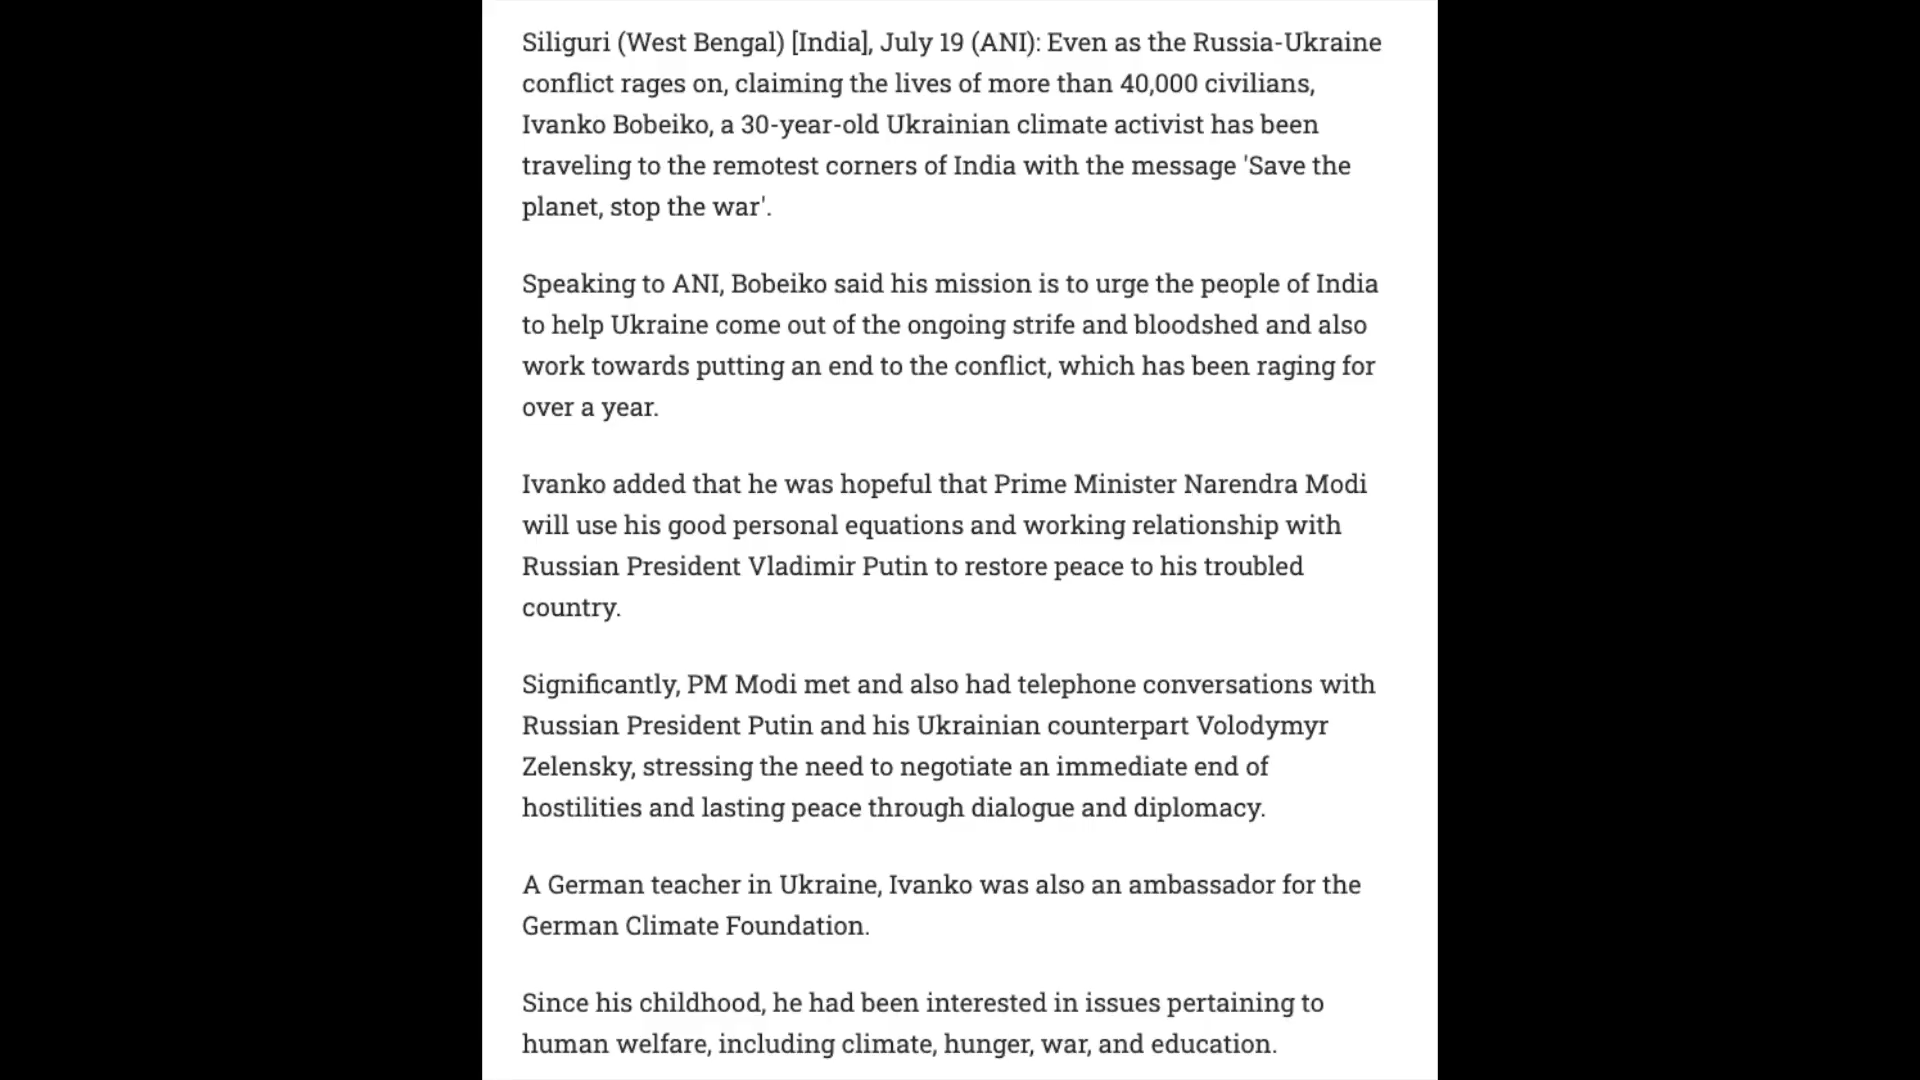 Siliguri (West Bengal) [India], July 19 (ANI): Even as the Russia-Ukraine
conflict rages on, claiming the lives of more than 40,000 civilians,
Ivanko Bobeiko, a 30-year-old Ukrainian climate activist has been
traveling to the remotest corners of India with the message 'Save the
planet, stop the war'.
Speaking to ANI, Bobeiko said his mission is to urge the people of India
to help Ukraine come out of the ongoing strife and bloodshed and also
work towards putting an end to the conflict, which has been raging for
over a year.
Ivanko added that he was hopeful that Prime Minister Narendra Modi
will use his good personal equations and working relationship with
Russian President Vladimir Putin to restore peace to his troubled
country.
Significantly, PM Modi met and also had telephone conversations with
Russian President Putin and his Ukrainian counterpart Volodymyr
Zelensky, stressing the need to negotiate an immediate end of
hostilities and lasting peace through dialogue and diplomacy.
A German teacher in Ukraine, Ivanko was also an ambassador for the
German Climate Foundation.
Since his childhood, he had been interested in issues pertaining to
human welfare, including climate, hunger, war, and education.